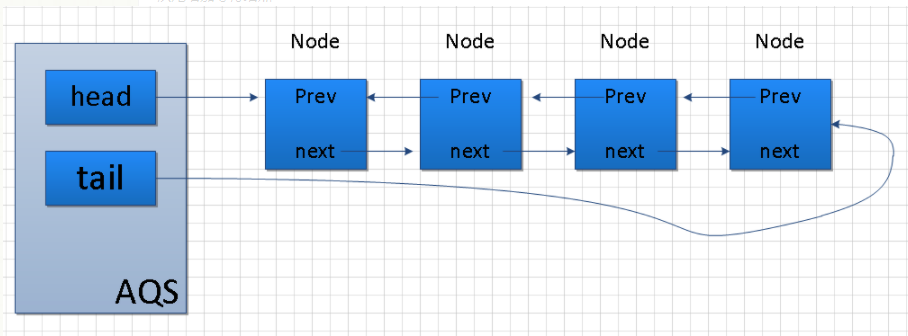 Node Node Node Node
head Prev Prev Prev Prev
next next next next
tail
AQS